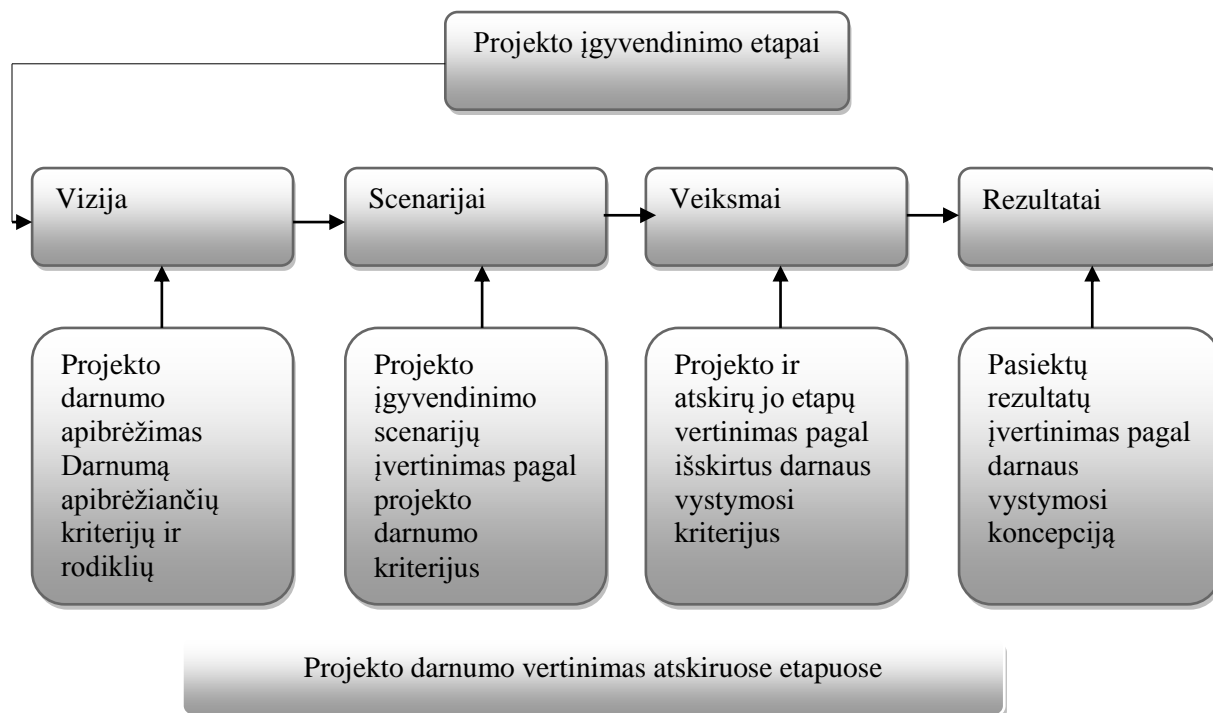 Projekto įgyvendinimo etapai
Vizija
Scenarijai
Veiksmai
Rezultatai
Projekto
darnumo
apibrėžimas
Darnumą
apibrėžiančių
kriterijų ir
rodiklių
Projekto
įgyvendinimo
scenarijų
įvertinimas pagal
projekto
darnumo
kriterijus
Projekto ir
atskirų jo etapų
vertinimas pagal
išskirtus darnaus
vystymosi
kriterijus
Pasiektų
rezultatų
įvertinimas pagal
darnaus
vystymosi
koncepciją
Projekto darnumo vertinimas atskiruose etapuose